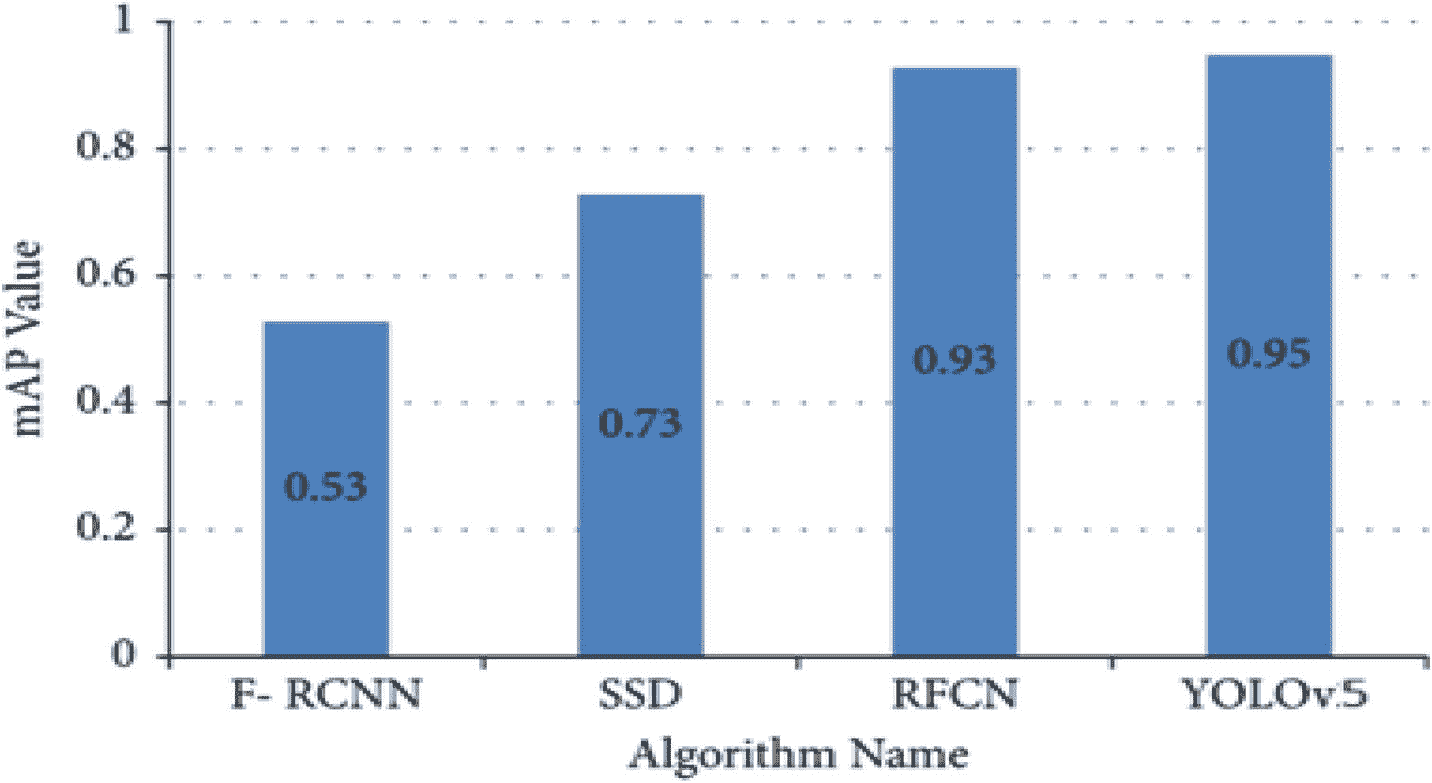 1
0.8
0.6
0.4
0.2
0
mAP Value
0.53
0.73
0.93
0.95
F- RCNN
SSD
RFCN
YOLOv:5
Algorithm Name